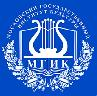 МОСКОВСКИЙ ГОСУДАРСТВЕННЫЙ
ИНСТИТУТ КУЛЬТУРЫ
МГИК